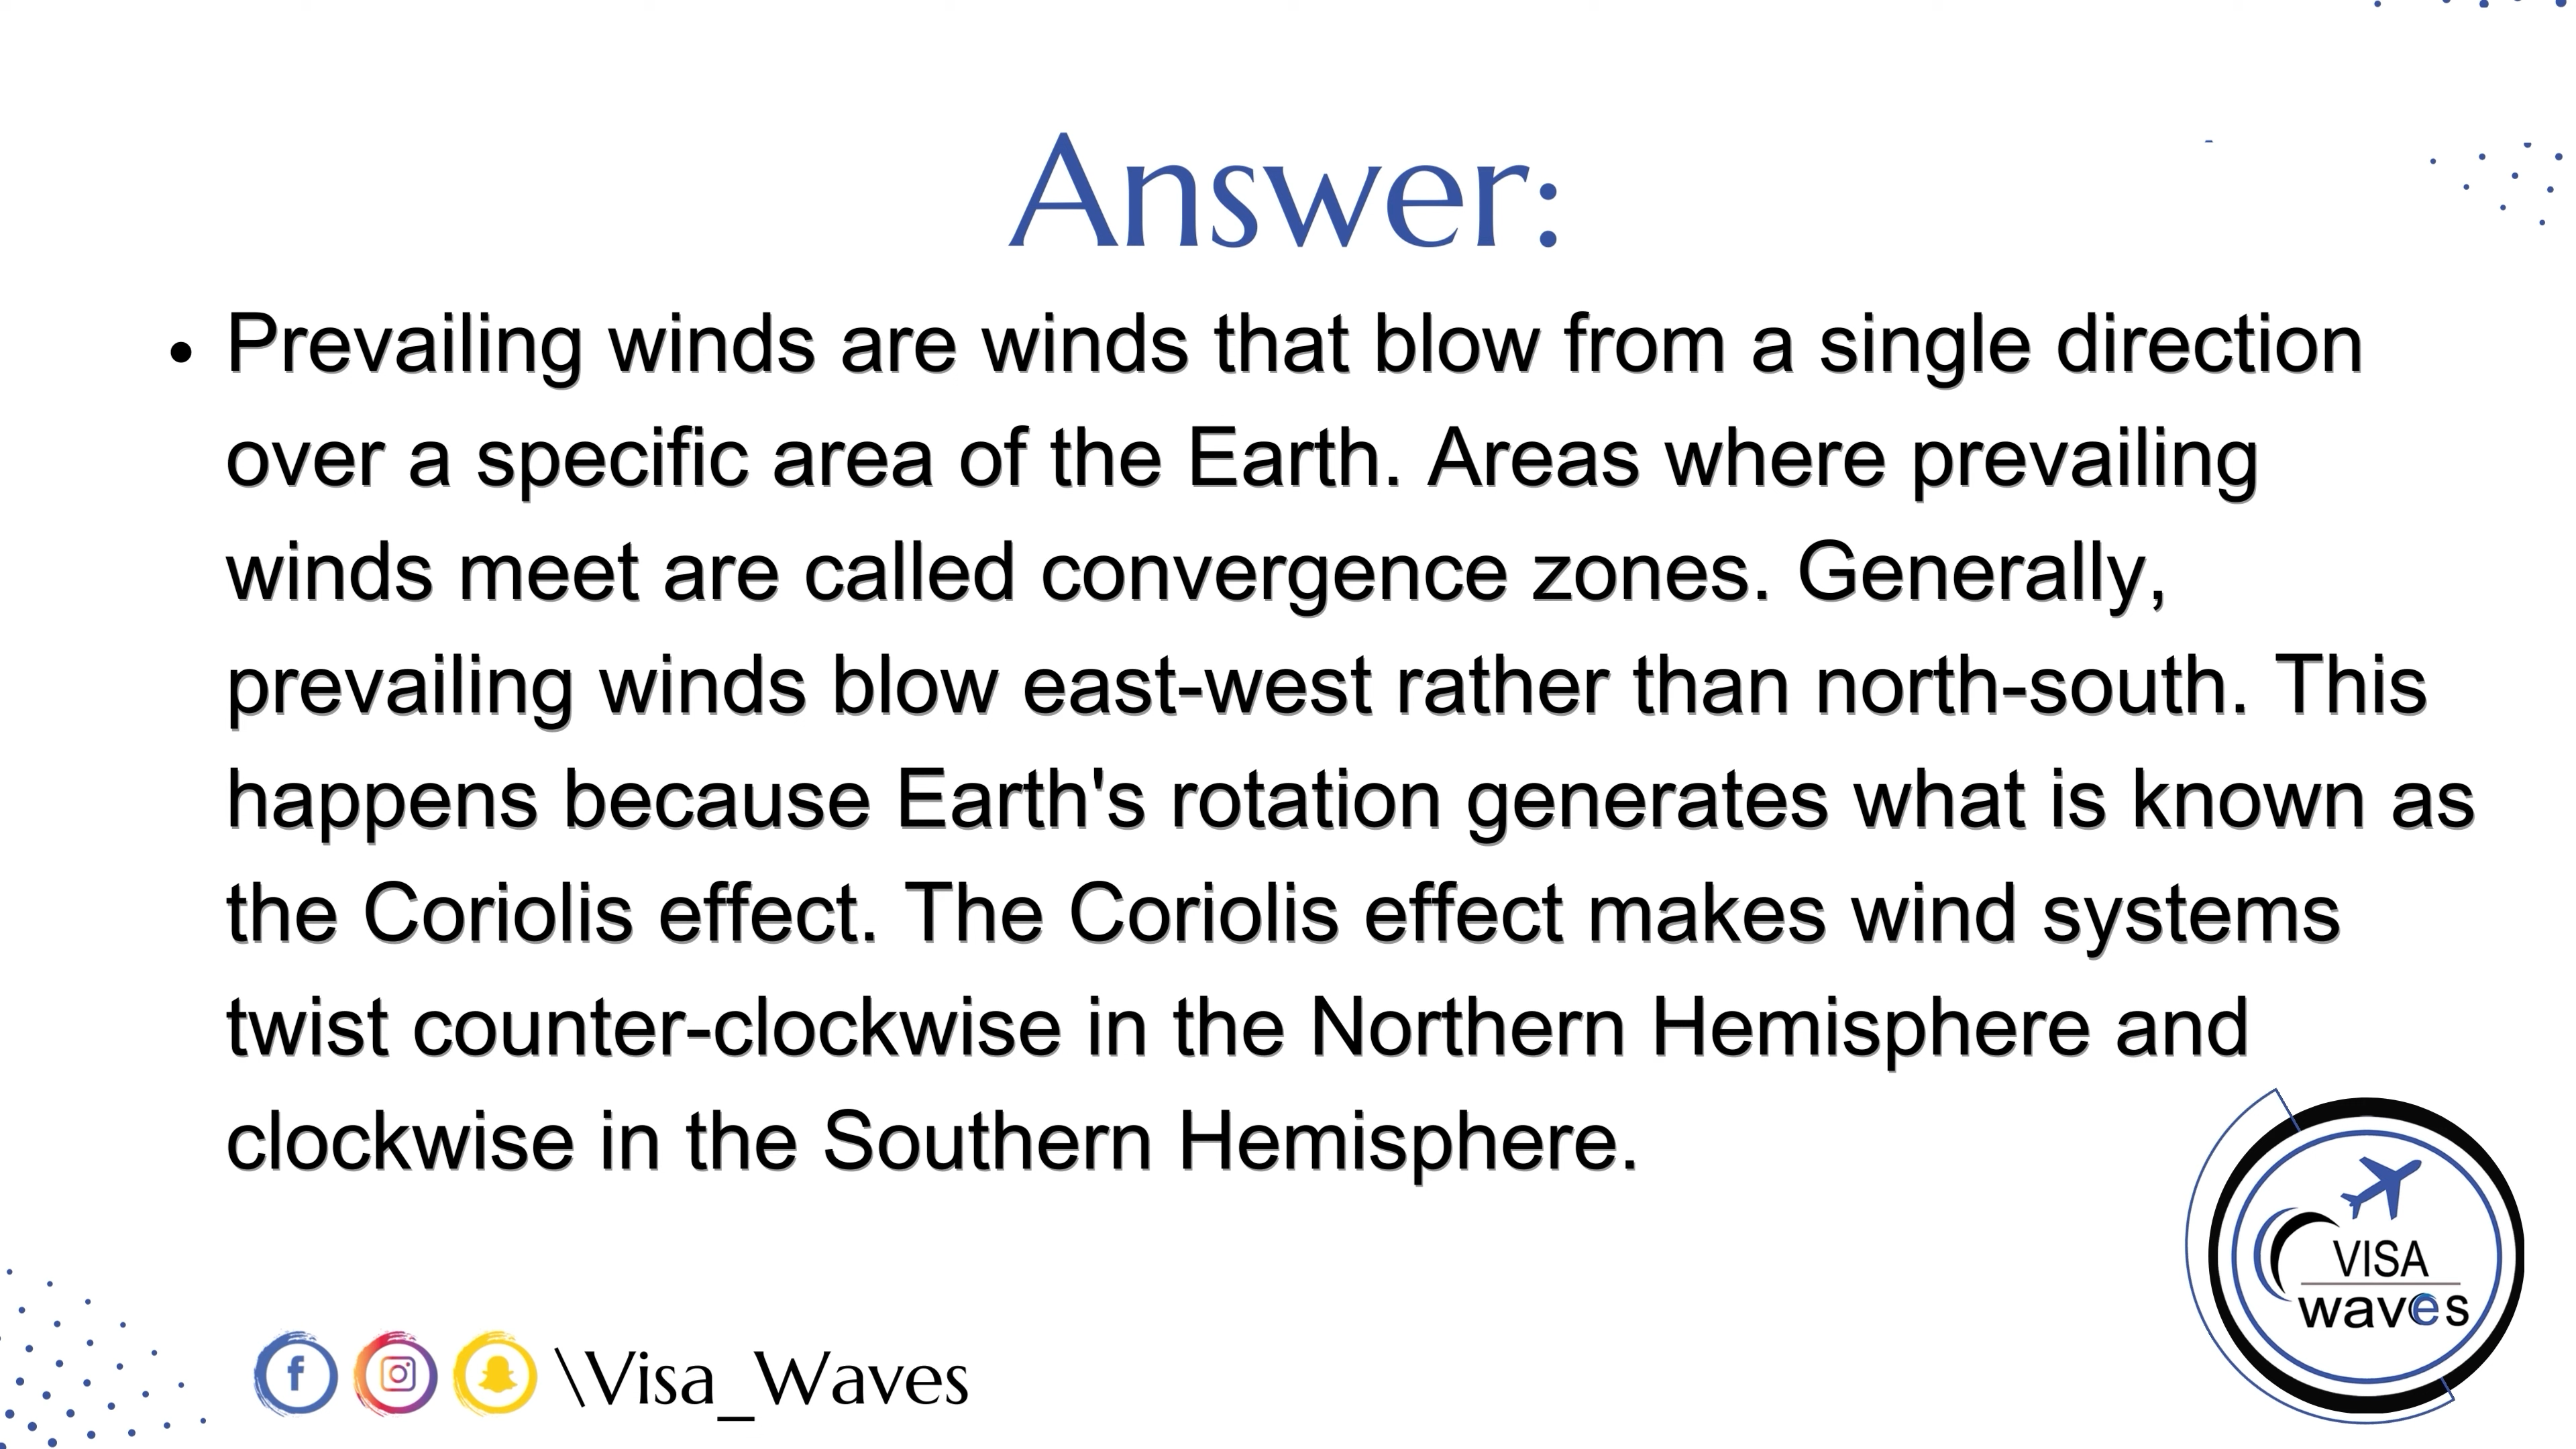 Answer:
• Prevailing winds are winds that blow from a single direction
over a specific area of the Earth. Areas where prevailing
winds meet are called convergence zones. Generally,
prevailing winds blow east-west rather than north-south. This
happens because Earth's rotation generates what is known as
the Coriolis effect. The Coriolis effect makes wind systems
twist counter-clockwise in the Northern Hemisphere and
clockwise in the Southern Hemisphere.
VISA
waves
\Visa_Waves